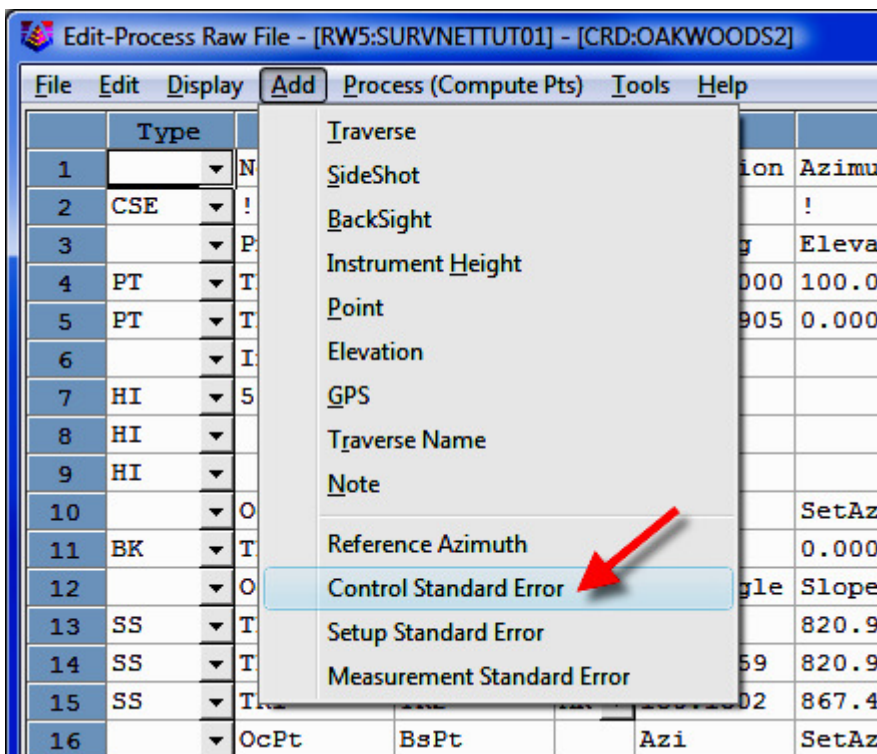 Edit-Process Raw File - [RW5:SURVNETTUT01] - [CRD:OAKWOODS2]
File Edit Display Add Process (Compute Pts) Tools Help
Type
Traverse
1 N ion Azimu
SideShot
2 CSE ! !
BackSight
3 P g Eleva
Instrument Height
4 PT T 000 100.0
Point
5 PT T 905 0.000
Elevation
6 I
GPS
7 HI 5
Traverse Name
8 HI
Note
9 HI
10 O SetAz
Reference Azimuth
11 BK T 0.000
Control Standard Error
12 O gle Slope
Setup Standard Error
13 SS T 820.9
14 SS T 59 820.9
Measurement Standard Error
15 SS 867.4
16 OcPt BsPt Azi SetAz